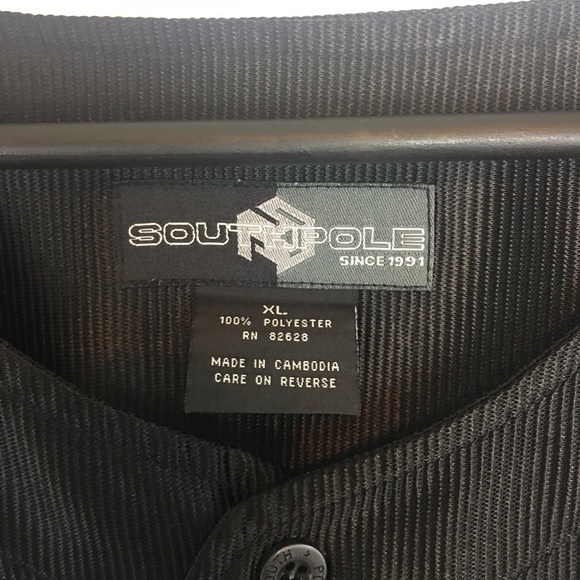 SOUTHPOLE
SINCE 1991
XL
100% POLYESTER
RN 82628
MADE IN CAMBODIA
CARE ON REVERSE